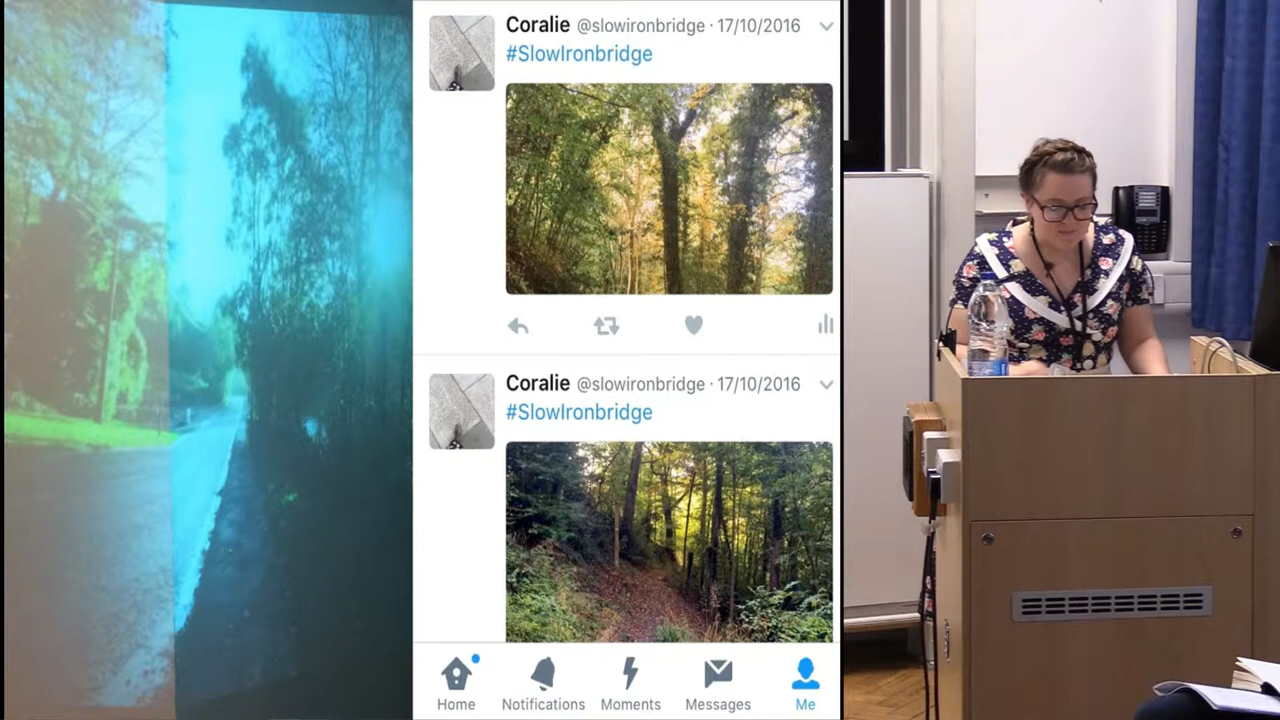 Coralie @slowironbridge · 17/10/2016
#SlowIronbridge
Coralie @slowironbridge · 17/10/2016
#SlowIronbridge
Home Notifications Moments Messages Me